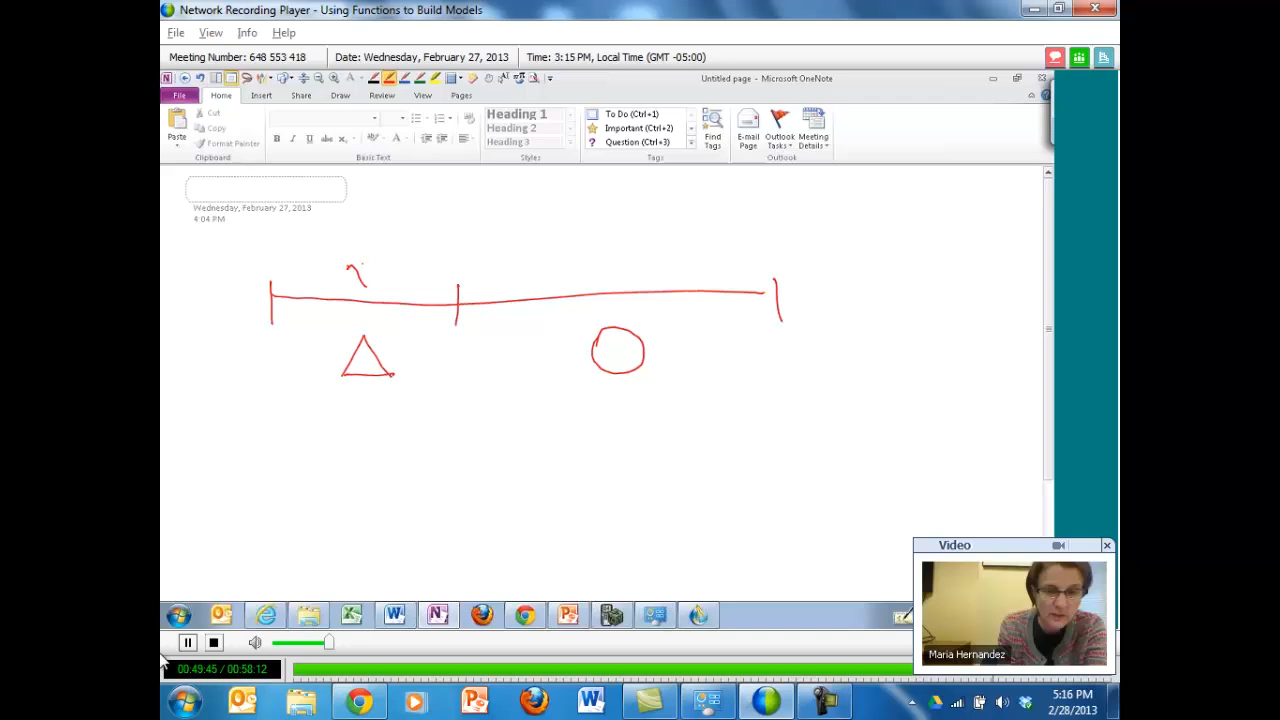 Network Recording Player - Using Functions to Build Models
File View Info Help
Meeting Number: 648 553 418 Date: Wednesday, February 27, 2013 Time: 3:15 PM, Local Time (GMT -05:00)
Untitled page - Microsoft OneNote
File Home Insert Share Draw Review View Pages
Paste
Cut
Copy
Format Painter
Clipboard
B I U abc x₂ A
Basic Text
Heading 1
Heading 2
Heading 3
Styles
To Do (Ctrl+1)
Important (Ctrl+2)
Question (Ctrl+3)
Tags
Find Tags
E-mail Page
Outlook Tasks
Meeting Details
Outlook
Wednesday, February 27, 2013
4:04 PM
Video
Maria Hernandez
00:49:45 / 00:58:12
5:16 PM
2/28/2013